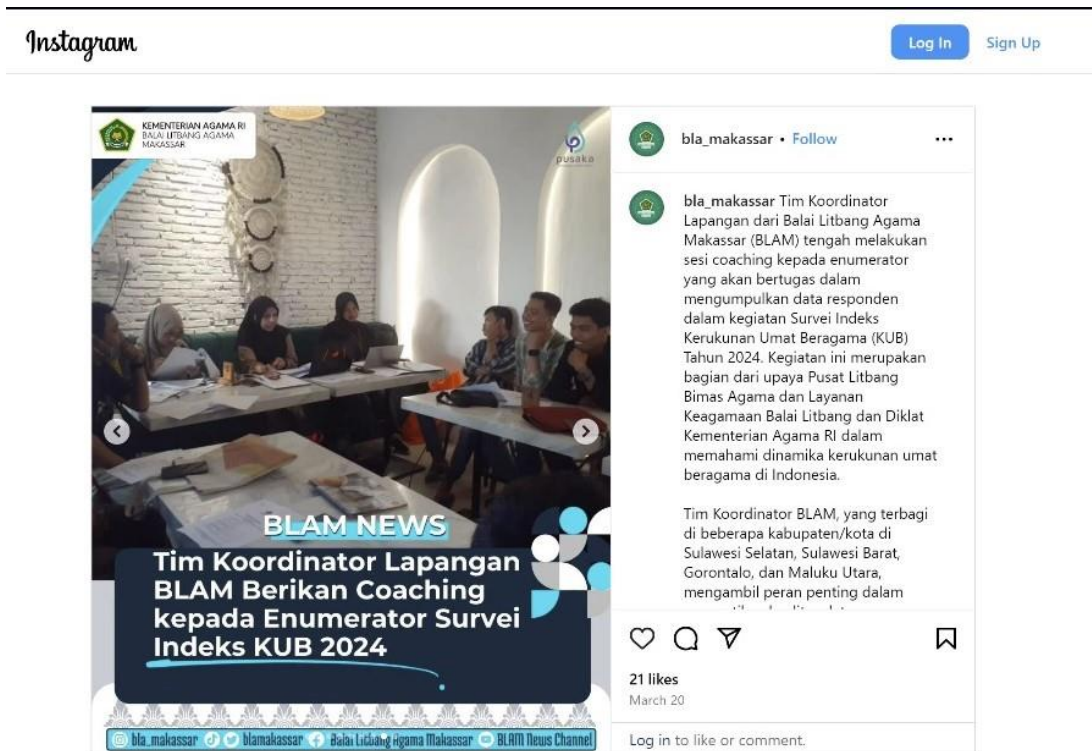 Instagram
Log In
Sign Up
KEMENTERIAN AGAMA RI
BALAI LITBANG AGAMA
MAKASSAR
pusaka
BLAM NEWS
Tim Koordinator Lapangan
BLAM Berikan Coaching
kepada Enumerator Survei
Indeks KUB 2024
bla_makassar
blamakassar
Balai Litbang Agama Makassar
BLAM News Channel
bla_makassar • Follow
bla_makassar Tim Koordinator
Lapangan dari Balai Litbang Agama
Makassar (BLAM) tengah melakukan
sesi coaching kepada enumerator
yang akan bertugas dalam
mengumpulkan data responden
dalam kegiatan Survei Indeks
Kerukunan Umat Beragama (KUB)
Tahun 2024. Kegiatan ini merupakan
bagian dari upaya Pusat Litbang
Bimas Agama dan Layanan
Keagamaan Balai Litbang dan Diklat
Kementerian Agama RI dalam
memahami dinamika kerukunan umat
beragama di Indonesia.
Tim Koordinator BLAM, yang terbagi
di beberapa kabupaten/kota di
Sulawesi Selatan, Sulawesi Barat,
Gorontalo, dan Maluku Utara,
mengambil peran penting dalam
21 likes
March 20
Log in to like or comment.